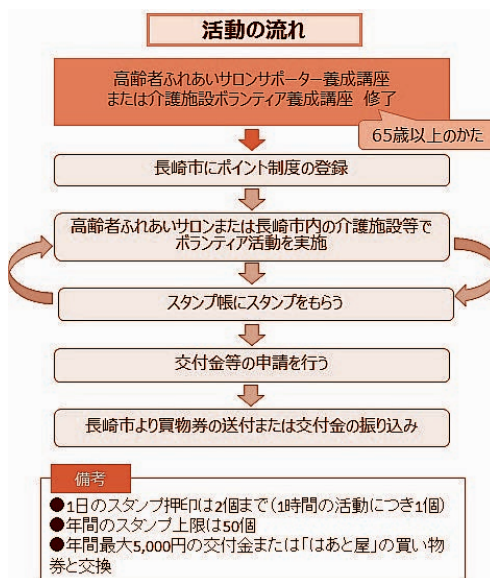 活動の流れ
高齢者ふれあいサロンサポーター養成講座
または介護施設ボランティア養成講座 修了
65歳以上のかた
長崎市にポイント制度の登録
高齢者ふれあいサロンまたは長崎市内の介護施設等で
ボランティア活動を実施
スタンプ帳にスタンプをもらう
交付金等の申請を行う
長崎市より買物券の送付または交付金の振り込み
備考
●1日のスタンプ押印は2個まで(1時間の活動につき1個)
●年間のスタンプ上限は50個
●年間最大5,000円の交付金または「はあと屋」の買い物
券と交換